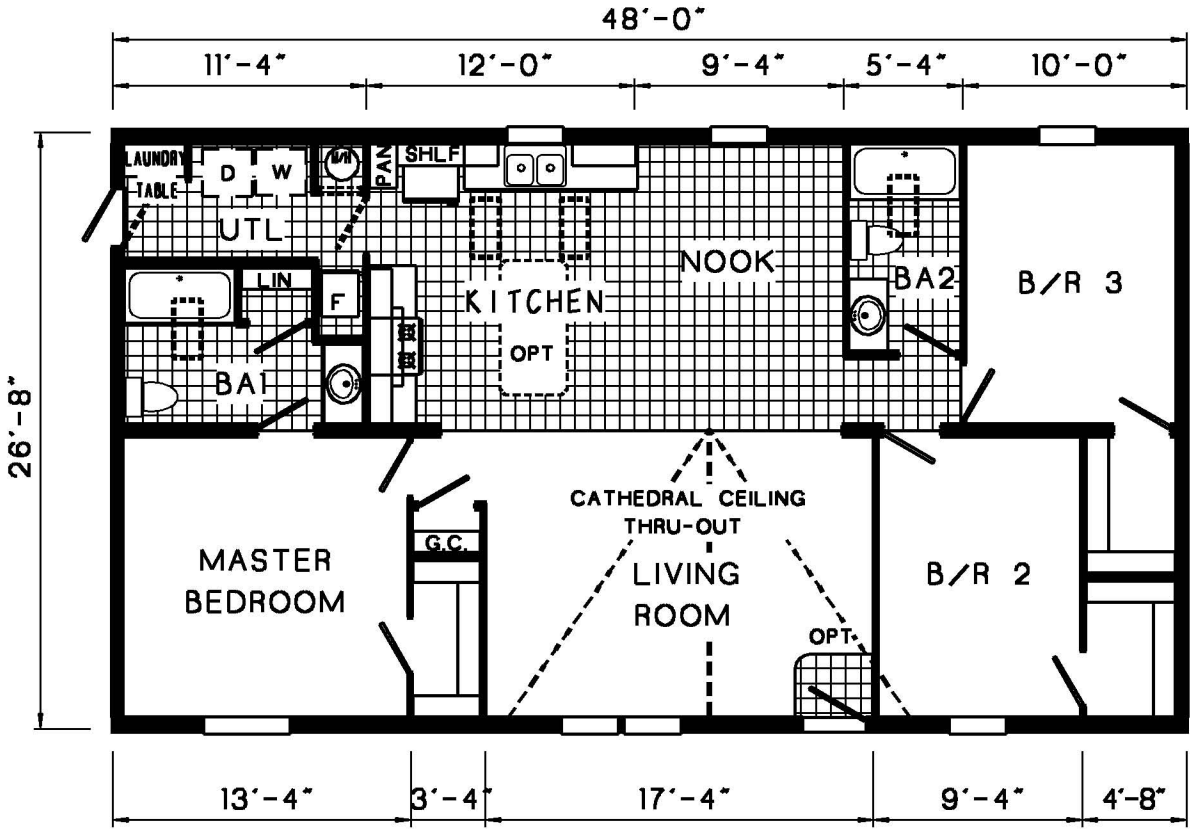 48'-0"
11'-4" 12'-0" 9'-4" 5'-4" 10'-0"
LAUNDRY
TABLE
D W
W/H
PAN
SHLF
UTL
NOOK
BA2
B/R 3
LIN
F
KITCHEN
OPT
BA1
26'-8"
CATHEDRAL CEILING
THRU-OUT
G.C.
MASTER
BEDROOM
LIVING
ROOM
B/R 2
OPT
13'-4" 3'-4" 17'-4" 9'-4" 4'-8"